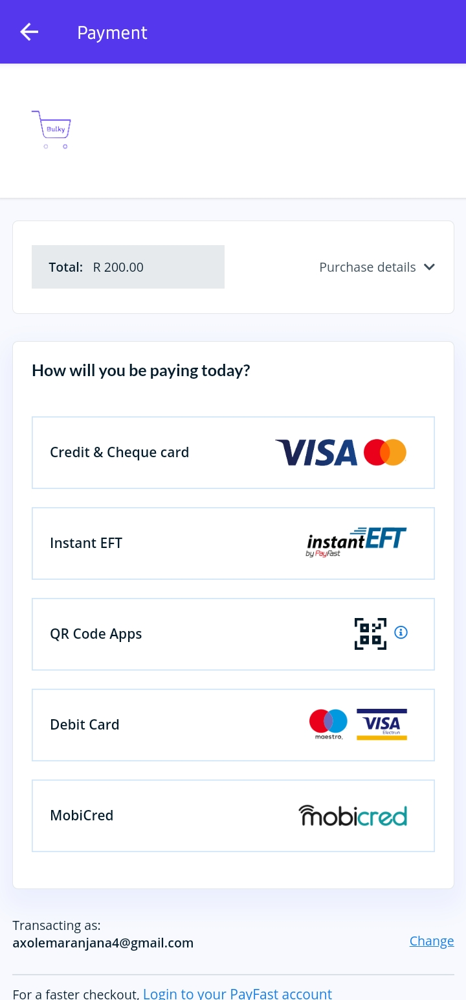 Payment
Bulky
Total: R 200.00
Purchase details
How will you be paying today?
Credit & Cheque card
VISA
Instant EFT
instantEFT
by PayFast
QR Code Apps
Debit Card
maestro.
VISA
Electron
MobiCred
mobicred
Transacting as:
axolemaranjana4@gmail.com
Change
For a faster checkout, Login to your PayFast account